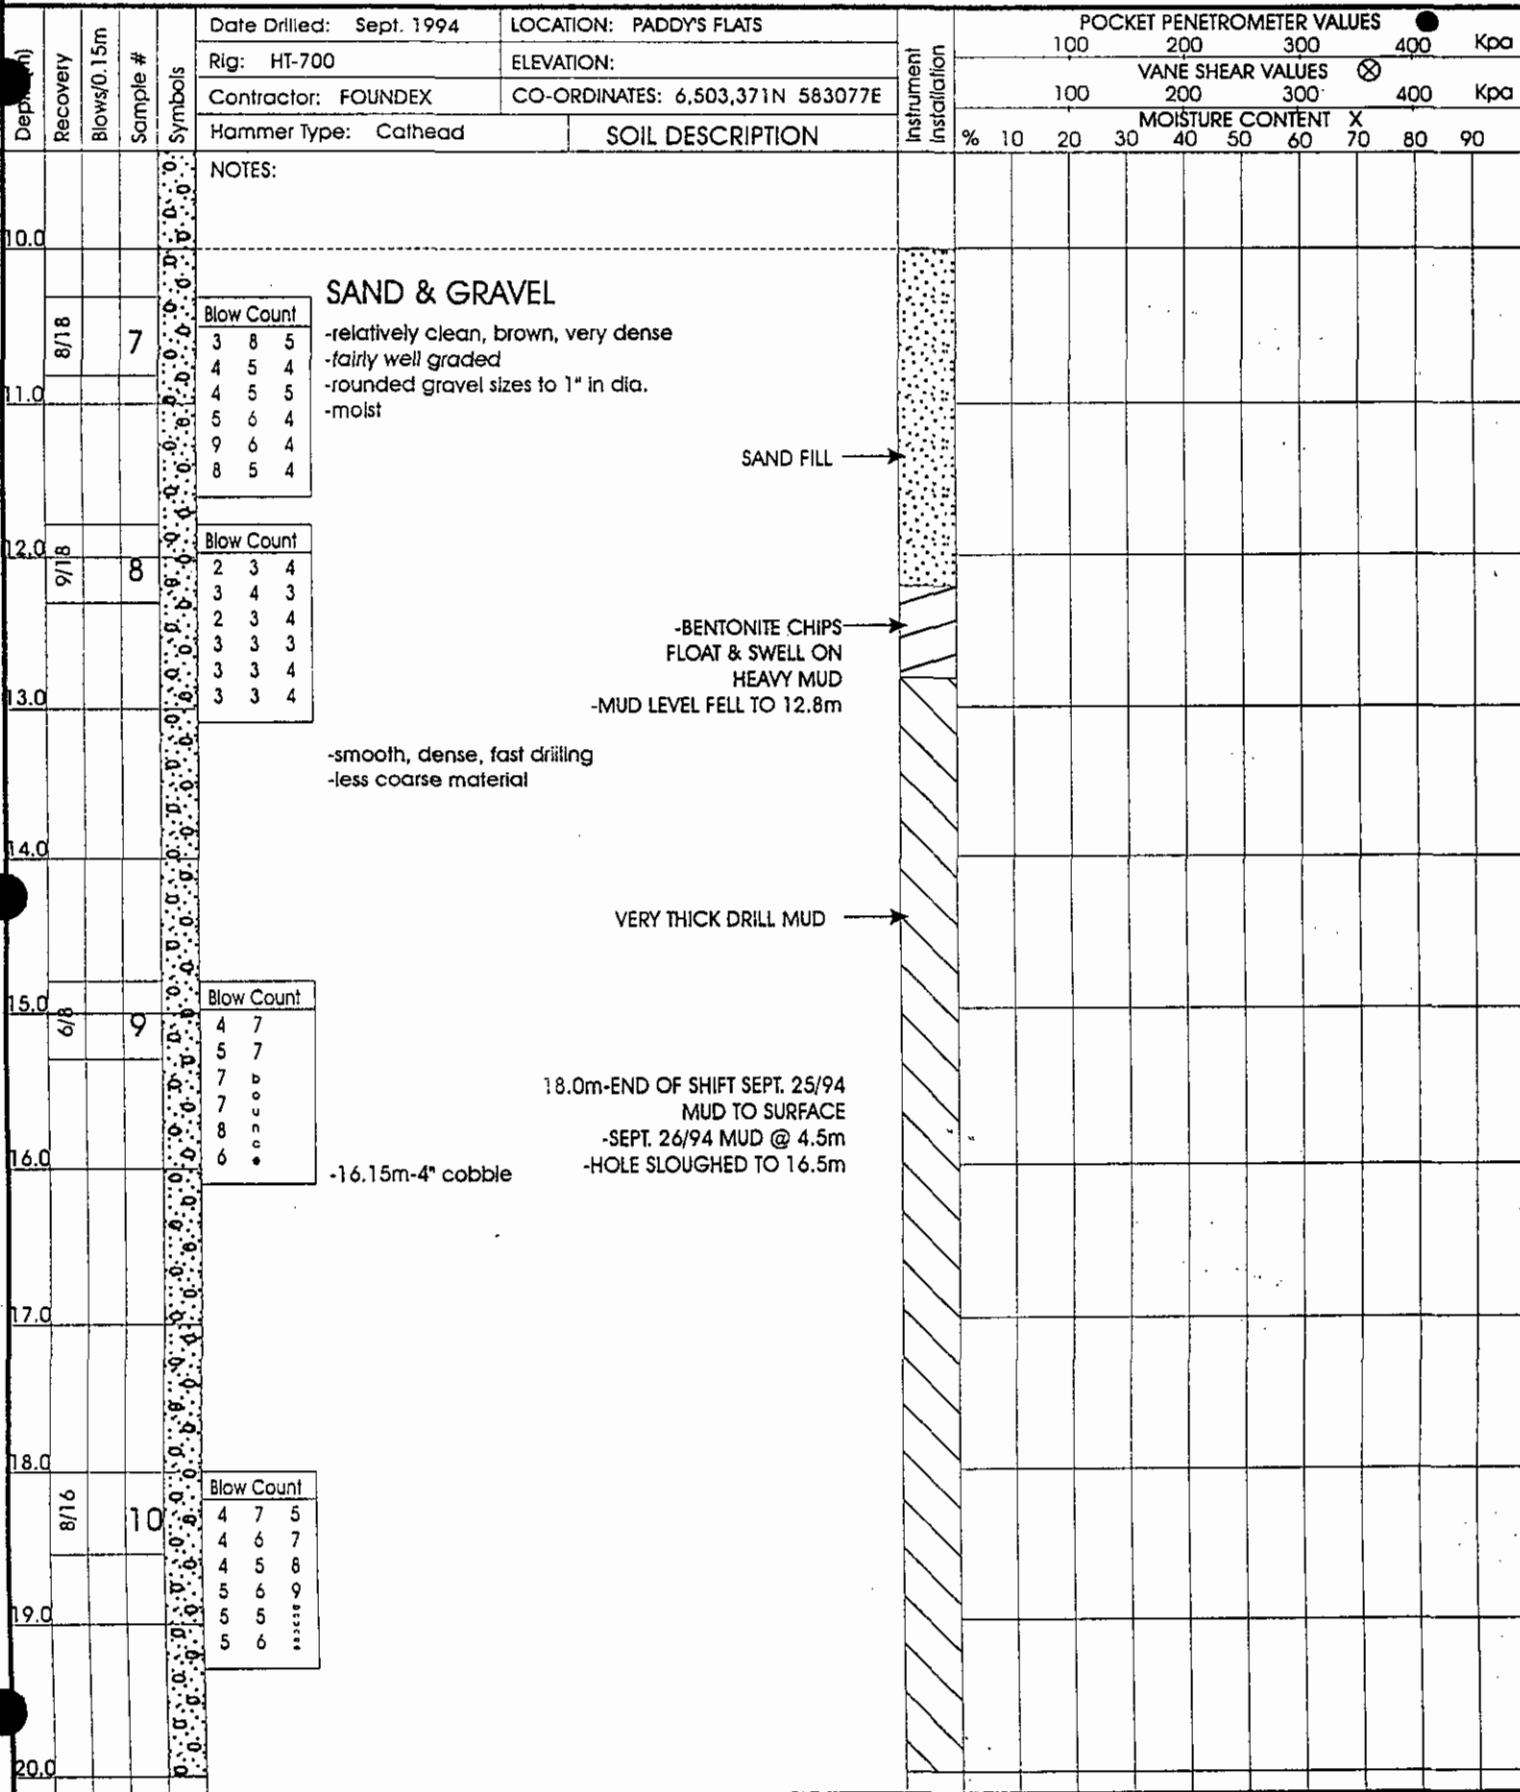 Date Drilled: Sept. 1994
LOCATION: PADDY'S FLATS
POCKET PENETROMETER VALUES
100 200 300 400 Kpa
Rig: HT-700
ELEVATION:
VANE SHEAR VALUES
Contractor: FOUNDEX
CO-ORDINATES: 6,503,371N 583077E
100 200 300 400 Kpa
MOISTURE CONTENT X
Hammer Type: Cathead
SOIL DESCRIPTION
% 10 20 30 40 50 60 70 80 90
Recovery
Blows/0.15m
Sample #
Symbols
Instrument
Installation
NOTES:
10.0
SAND & GRAVEL
8/18
7
Blow Count
3 8 5
4 5 4
4 5 5
5 6 4
9 6 4
8 5 4
-relatively clean, brown, very dense
-fairly well graded
-rounded gravel sizes to 1" in dia.
-moist
11.0
SAND FILL
12.0
9/18
8
Blow Count
2 3 4
3 4 3
2 3 4
3 3 3
3 3 4
3 3 4
-BENTONITE CHIPS
FLOAT & SWELL ON
HEAVY MUD
-MUD LEVEL FELL TO 12.8m
13.0
-smooth, dense, fast drilling
-less coarse material
14.0
VERY THICK DRILL MUD
15.0
6/8
9
Blow Count
4 7
5 7
7 b
7 o u
8 n c
6
18.0m-END OF SHIFT SEPT. 25/94
MUD TO SURFACE
-SEPT. 26/94 MUD @ 4.5m
-HOLE SLOUGHED TO 16.5m
16.0
-16.15m-4" cobble
17.0
18.0
8/16
10
Blow Count
4 7 5
4 6 7
4 5 8
5 6 9
5 5
5 6
19.0
20.0